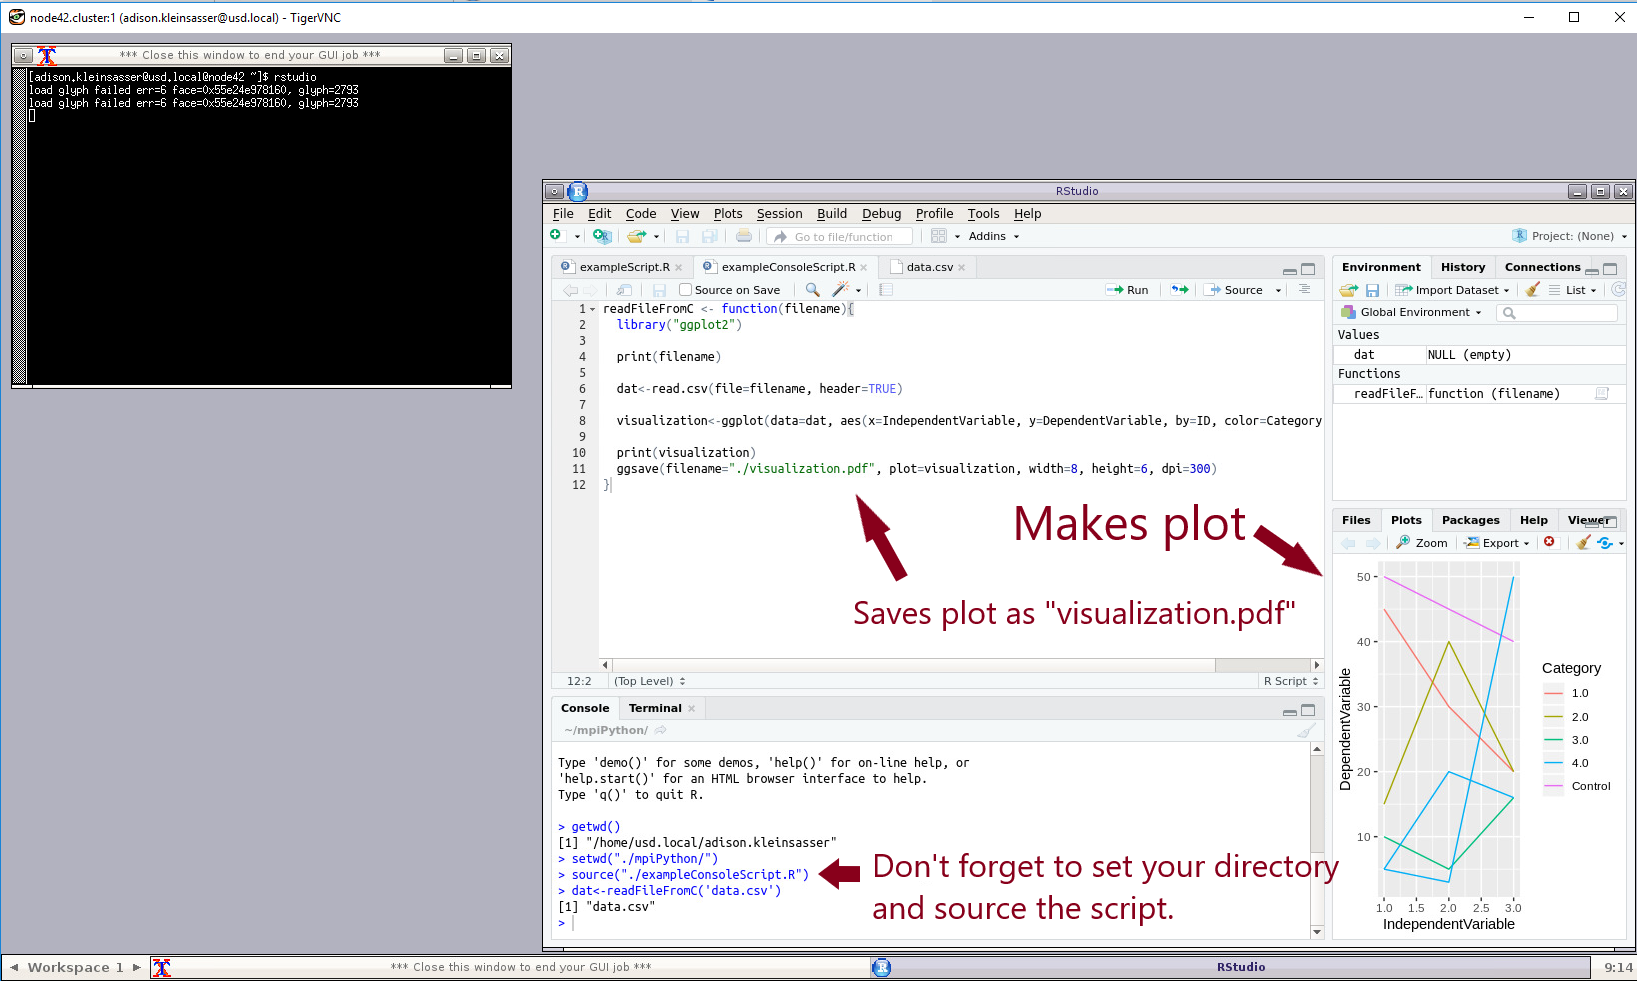 node42.cluster:1 (adison.kleinsasser@usd.local) - TigerVNC
*** Close this window to end your GUI job ***
[adison.kleinsasser@usd.local@node42 ~]$ rstudio
load glyph failed err=6 face=0x55e24e978160, glyph=2793
load glyph failed err=6 face=0x55e24e978160, glyph=2793
RStudio
File Edit Code View Plots Session Build Debug Profile Tools Help
Go to file/function Addins Project: (None)
exampleScript.R exampleConsoleScript.R data.csv
Source on Save Run Source
1 readFileFromC <- function(filename){
2 library("ggplot2")
3
4 print(filename)
5
6 dat<-read.csv(file=filename, header=TRUE)
7
8 visualization<-ggplot(data=dat, aes(x=IndependentVariable, y=DependentVariable, by=ID, color=Category
9
10 print(visualization)
11 ggsave(filename="./visualization.pdf", plot=visualization, width=8, height=6, dpi=300)
12 }
Makes plot
Saves plot as "visualization.pdf"
12:2 (Top Level) R Script
Console Terminal
~/mpiPython/
Type 'demo()' for some demos, 'help()' for on-line help, or
'help.start()' for an HTML browser interface to help.
Type 'q()' to quit R.
> getwd()
[1] "/home/usd.local/adison.kleinsasser"
> setwd("./mpiPython/")
> source("./exampleConsoleScript.R")
> dat<-readFileFromC('data.csv')
[1] "data.csv"
>
Don't forget to set your directory
and source the script.
Environment History Connections
Import Dataset List
Global Environment
Values
dat NULL (empty)
Functions
readFileF… function (filename)
Files Plots Packages Help Viewer
Zoom Export
50
40
30
20
10
DependentVariable
1.0 1.5 2.0 2.5 3.0
IndependentVariable
Category
1.0
2.0
3.0
4.0
Control
Workspace 1
*** Close this window to end your GUI job ***
RStudio
9:14